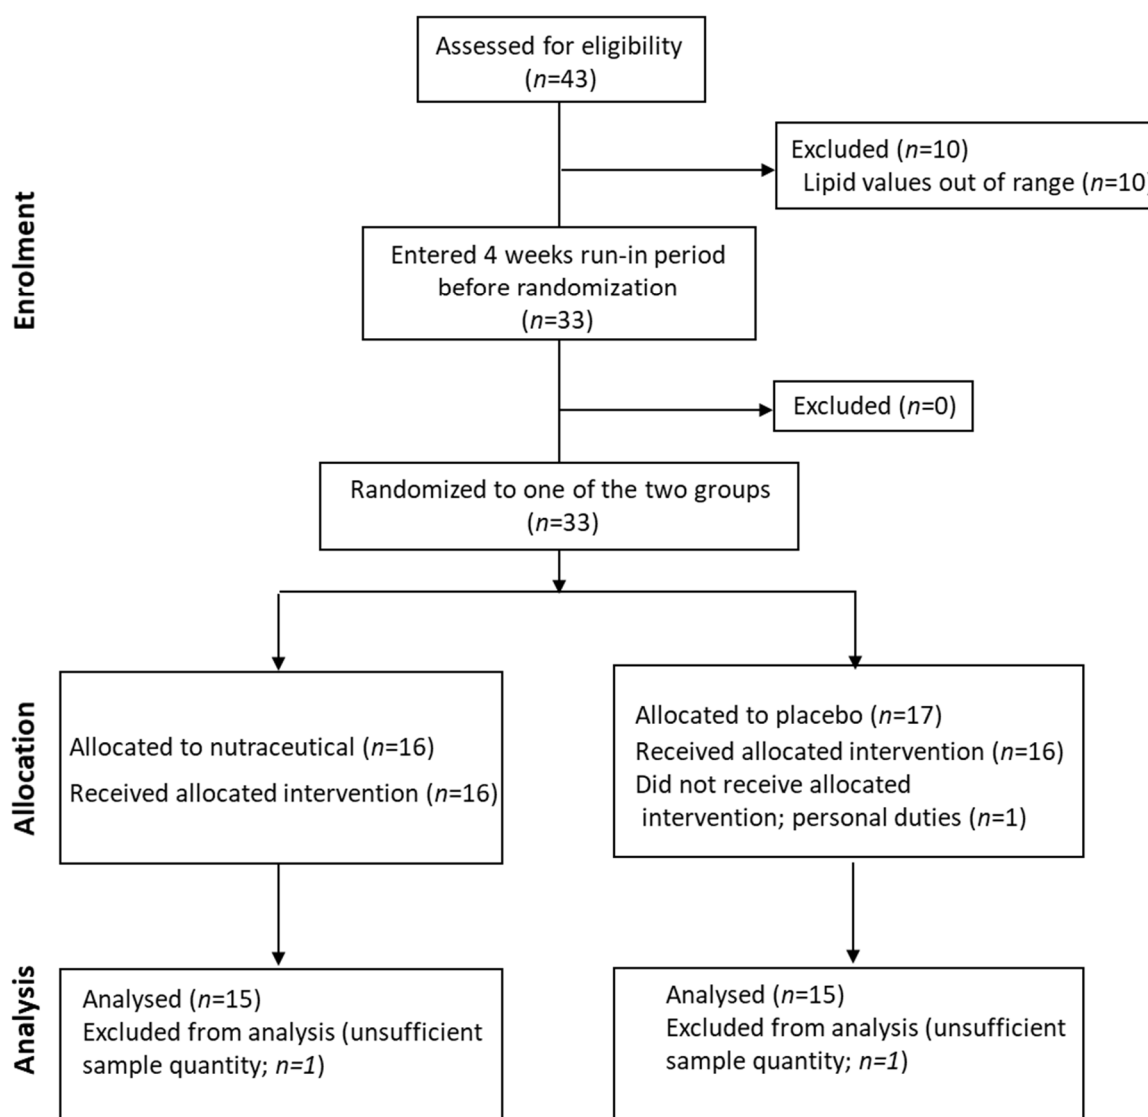 Assessed for eligibility
(n=43)
Excluded (n=10)
Lipid values out of range (n=10)
Enrolment
Entered 4 weeks run-in period
before randomization
(n=33)
Excluded (n=0)
Randomized to one of the two groups
(n=33)
Allocation
Allocated to nutraceutical (n=16)
Received allocated intervention (n=16)
Allocated to placebo (n=17)
Received allocated intervention (n=16)
Did not receive allocated
intervention; personal duties (n=1)
Analysis
Analysed (n=15)
Excluded from analysis (unsufficient
sample quantity; n=1)
Analysed (n=15)
Excluded from analysis (unsufficient
sample quantity; n=1)